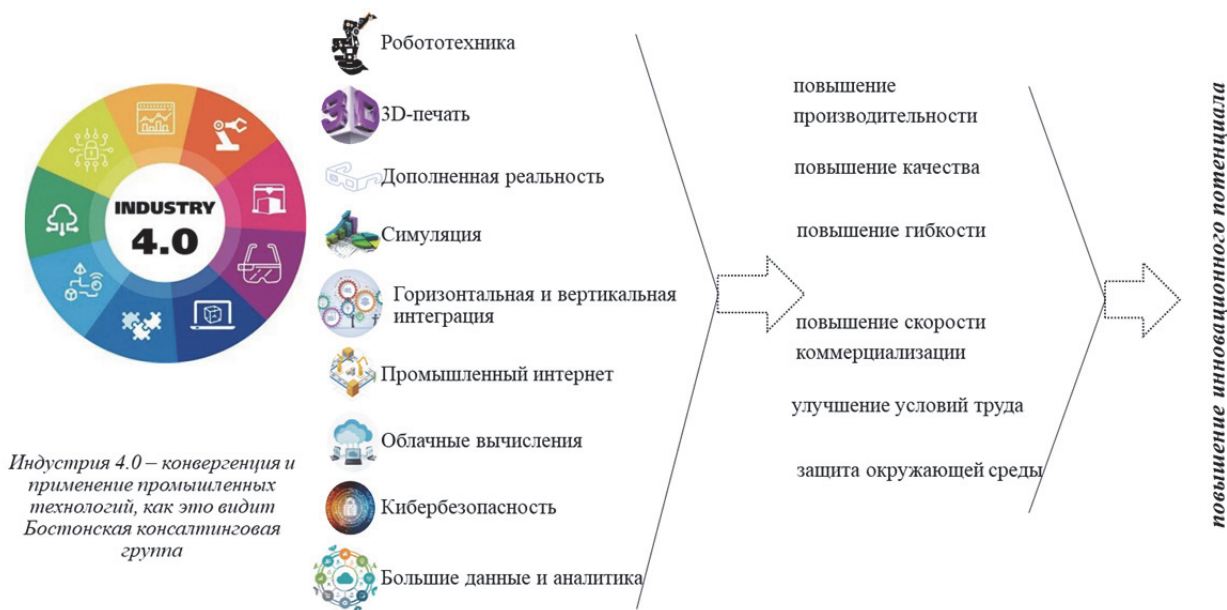 INDUSTRY
4.0
Индустрия 4.0 – конвергенция и
применение промышленных
технологий, как это видит
Бостонская консалтинговая
группа
Робототехника
3D-печать
Дополненная реальность
Симуляция
Горизонтальная и вертикальная
интеграция
Промышленный интернет
Облачные вычисления
Кибербезопасность
Большие данные и аналитика
повышение
производительности
повышение качества
повышение гибкости
повышение скорости
коммерциализации
улучшение условий труда
защита окружающей среды
повышение инновационного потенциала